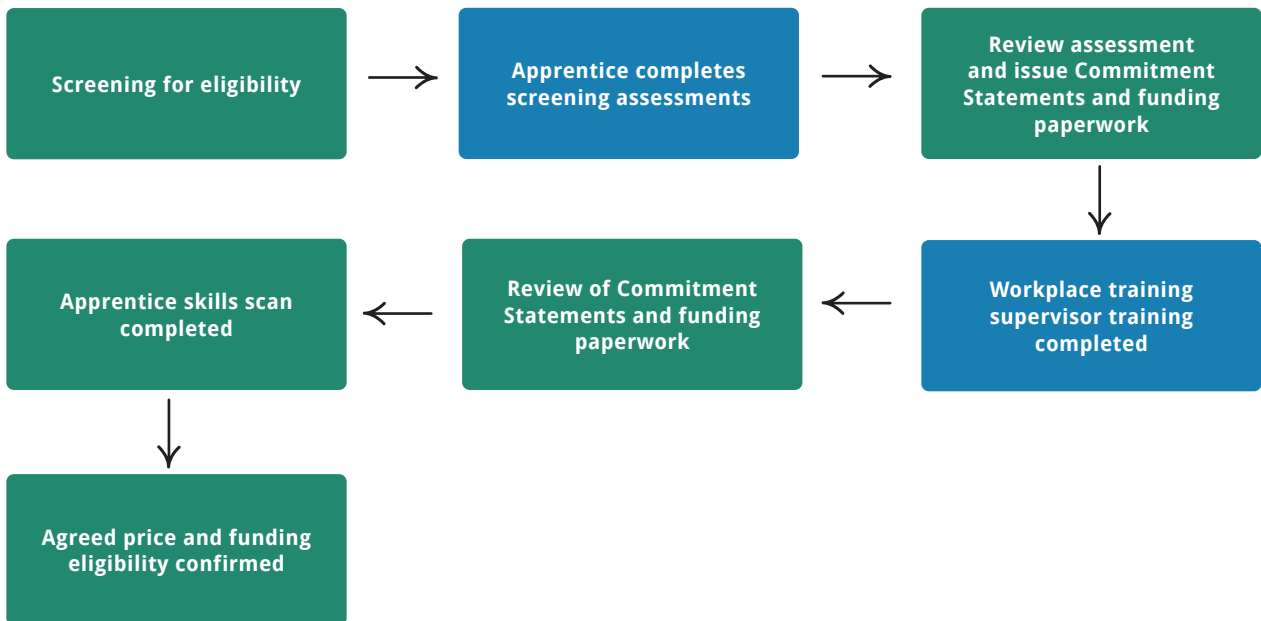 Screening for eligibility
Apprentice completes
screening assessments
Review assessment
and issue Commitment
Statements and funding
paperwork
Workplace training
supervisor training
completed
Review of Commitment
Statements and funding
paperwork
Apprentice skills scan
completed
Agreed price and funding
eligibility confirmed